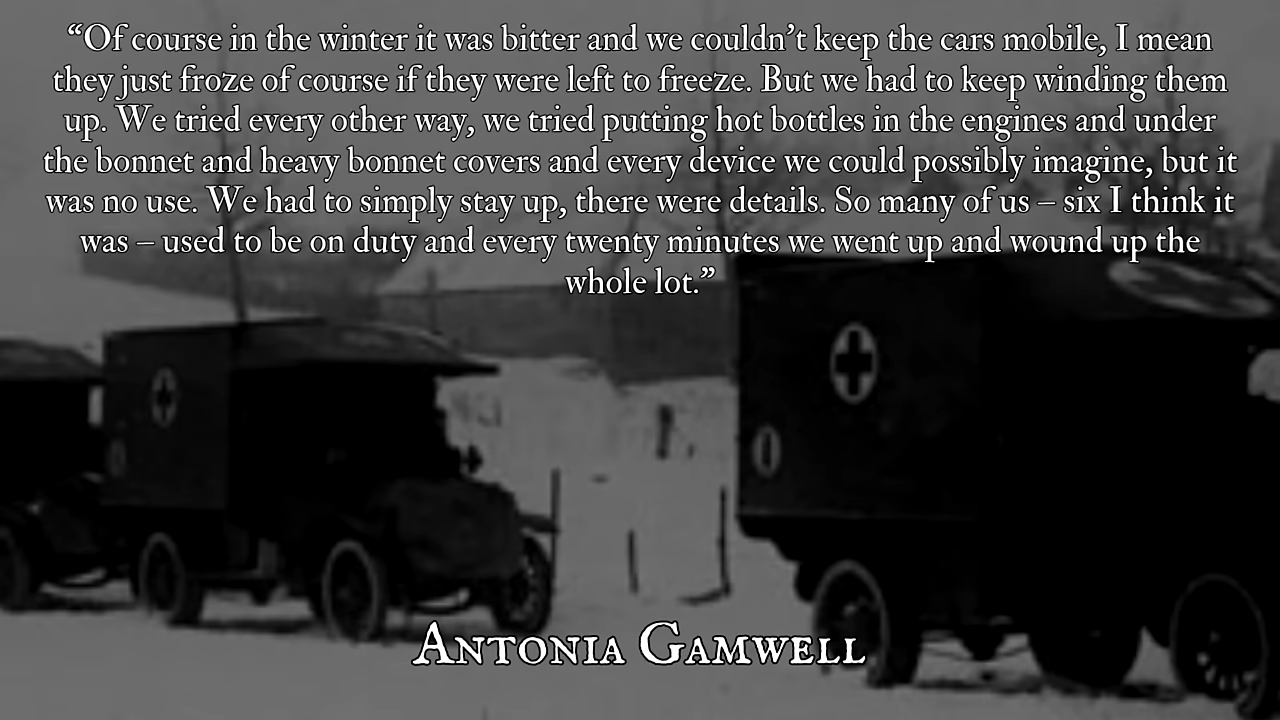 “Of course in the winter it was bitter and we couldn’t keep the cars mobile, I mean
they just froze of course if they were left to freeze. But we had to keep winding them
up. We tried every other way, we tried putting hot bottles in the engines and under
the bonnet and heavy bonnet covers and every device we could possibly imagine, but it
was no use. We had to simply stay up, there were details. So many of us – six I think it
was – used to be on duty and every twenty minutes we went up and wound up the
whole lot.”
Antonia Gamwell